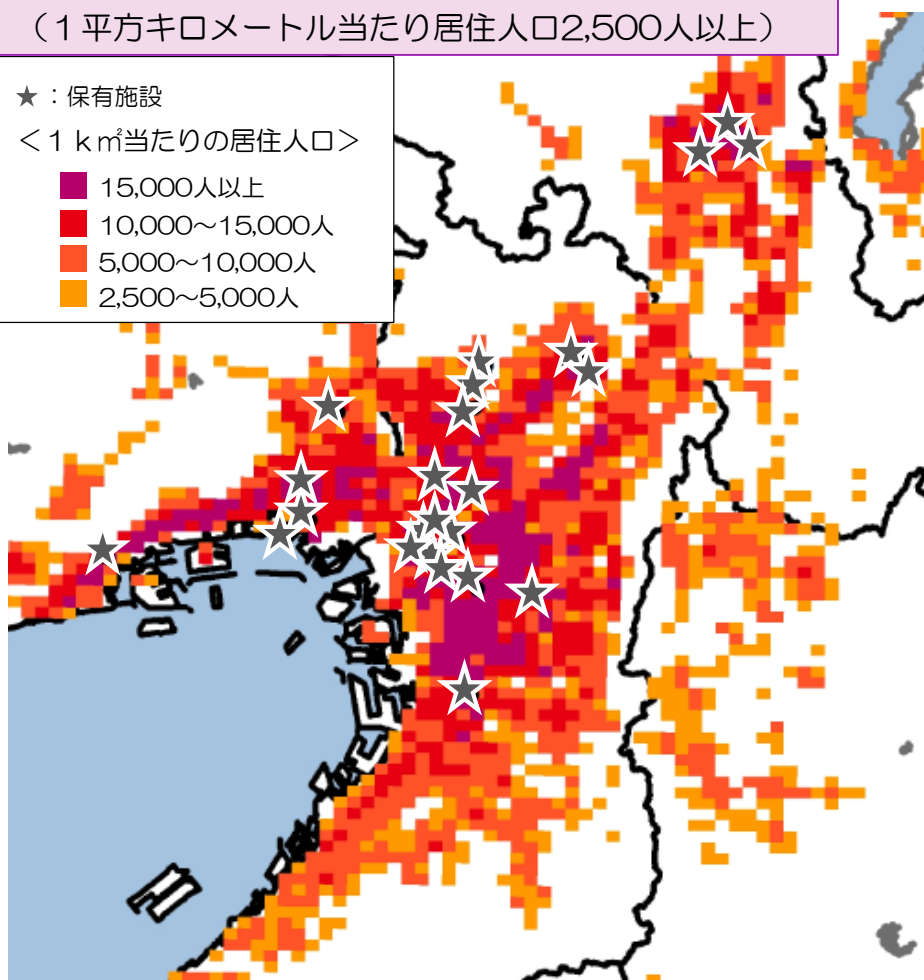 （１平方キロメートル当たり居住人口2,500人以上）
★：保有施設
＜１ｋ㎡当たりの居住人口＞
15,000人以上
10,000～15,000人
5,000～10,000人
2,500～5,000人